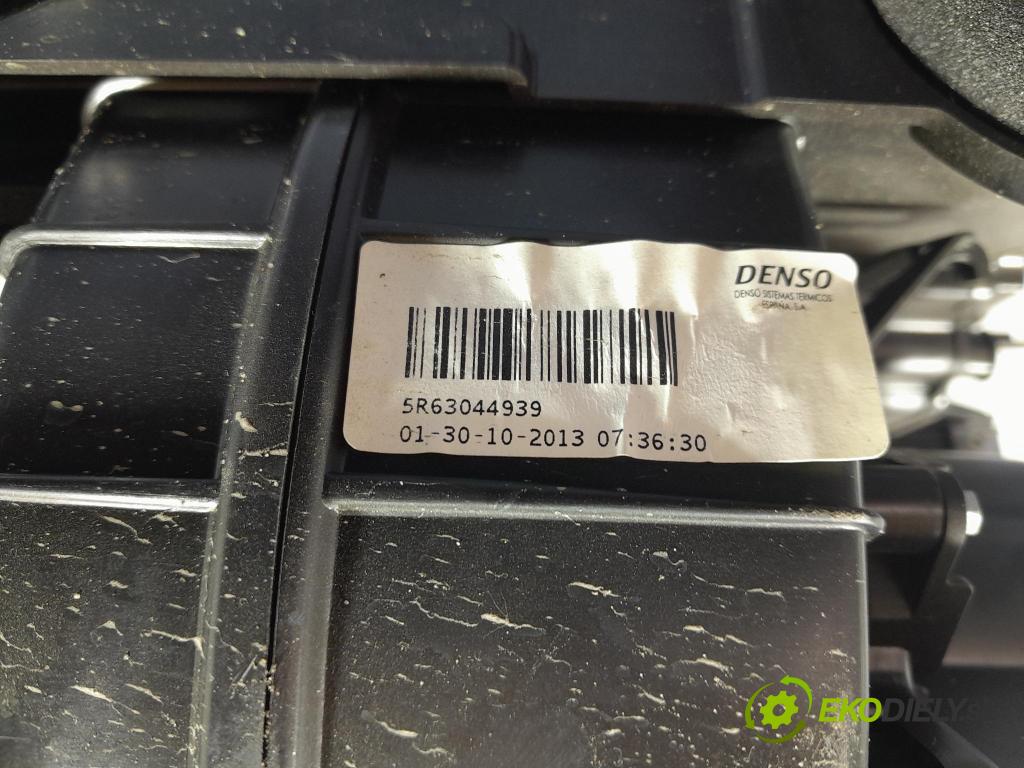 DENSO
DENSO SISTEMAS TERMICOS
ESPAÑA, S.A.
5R63044939
01-30-10-2013 07:36:30
EKODIELY